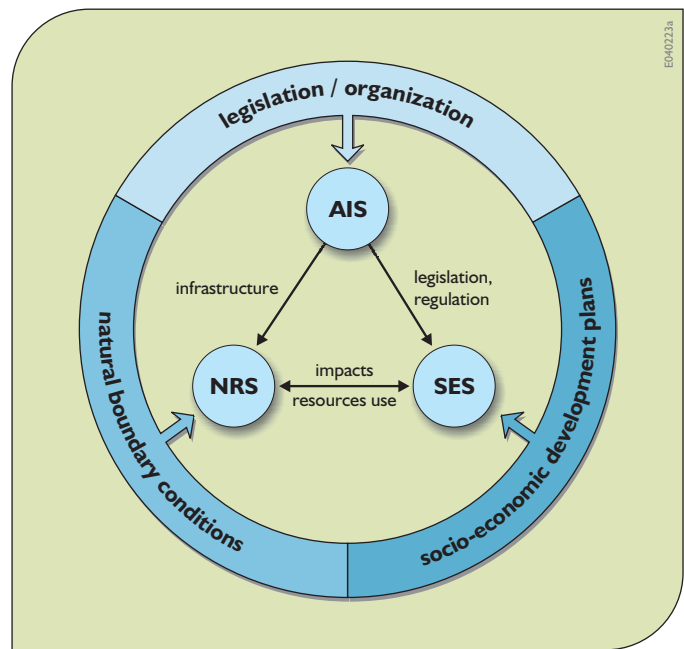 E040223a
legislation / organization
AIS
infrastructure
legislation,
regulation
natural boundary conditions
socio-economic development plans
NRS
impacts
resources use
SES